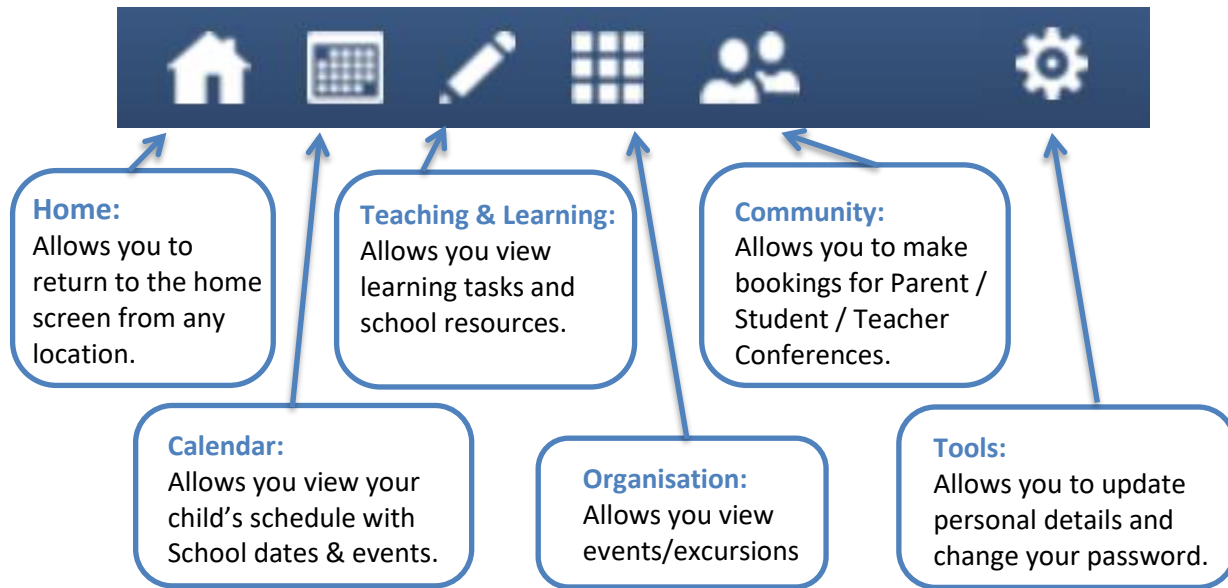 Home:
Allows you to
return to the home
screen from any
location.
Teaching & Learning:
Allows you view
learning tasks and
school resources.
Community:
Allows you to make
bookings for Parent /
Student / Teacher
Conferences.
Calendar:
Allows you view your
child’s schedule with
School dates & events.
Organisation:
Allows you view
events/excursions
Tools:
Allows you to update
personal details and
change your password.